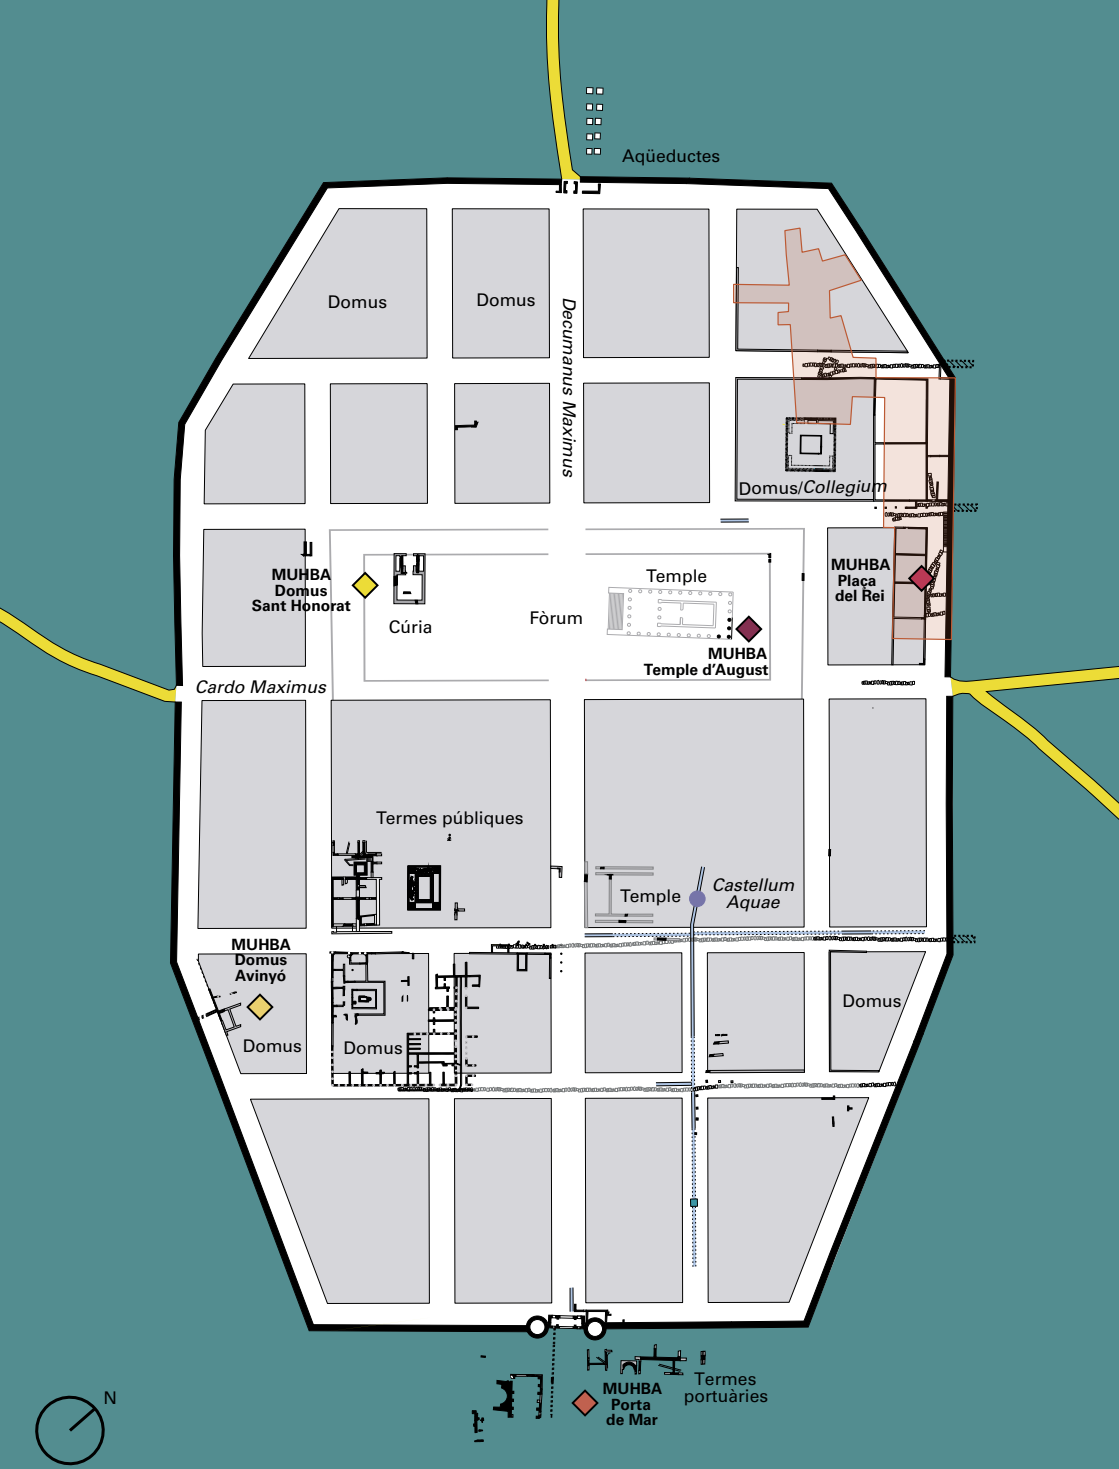 Aqüeductes
Domus
Domus
Decumanus Maximus
Domus/Collegium
MUHBA
Domus
Sant Honorat
Cúria
Fòrum
Temple
MUHBA
Temple d'August
MUHBA
Plaça
del Rei
Cardo Maximus
Termes públiques
Temple
Castellum
Aquae
MUHBA
Domus
Avinyó
Domus
Domus
Domus
Termes
portuàries
MUHBA
Porta
de Mar
N